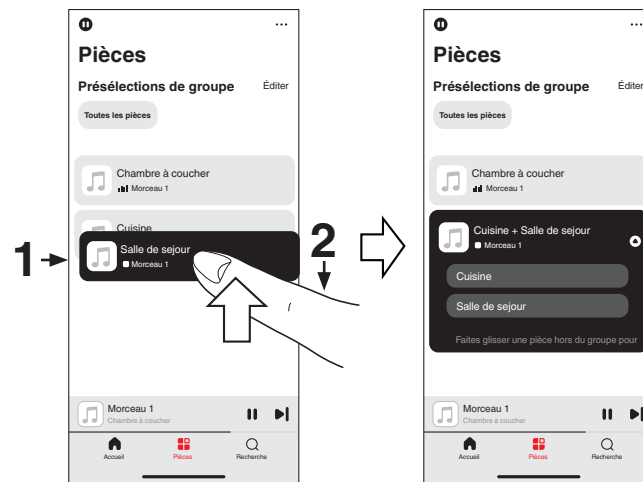 Pièces
Présélections de groupe Éditer
Toutes les pièces
Chambre à coucher
Morceau 1
Cuisine
Salle de sejour
Morceau 1
1
2
Morceau 1
Chambre à coucher
Accueil Pièces Recherche
Pièces
Présélections de groupe Éditer
Toutes les pièces
Chambre à coucher
Morceau 1
Cuisine + Salle de sejour
Morceau 1
Cuisine
Salle de sejour
Faites glisser une pièce hors du groupe pour
Morceau 1
Chambre à coucher
Accueil Pièces Recherche